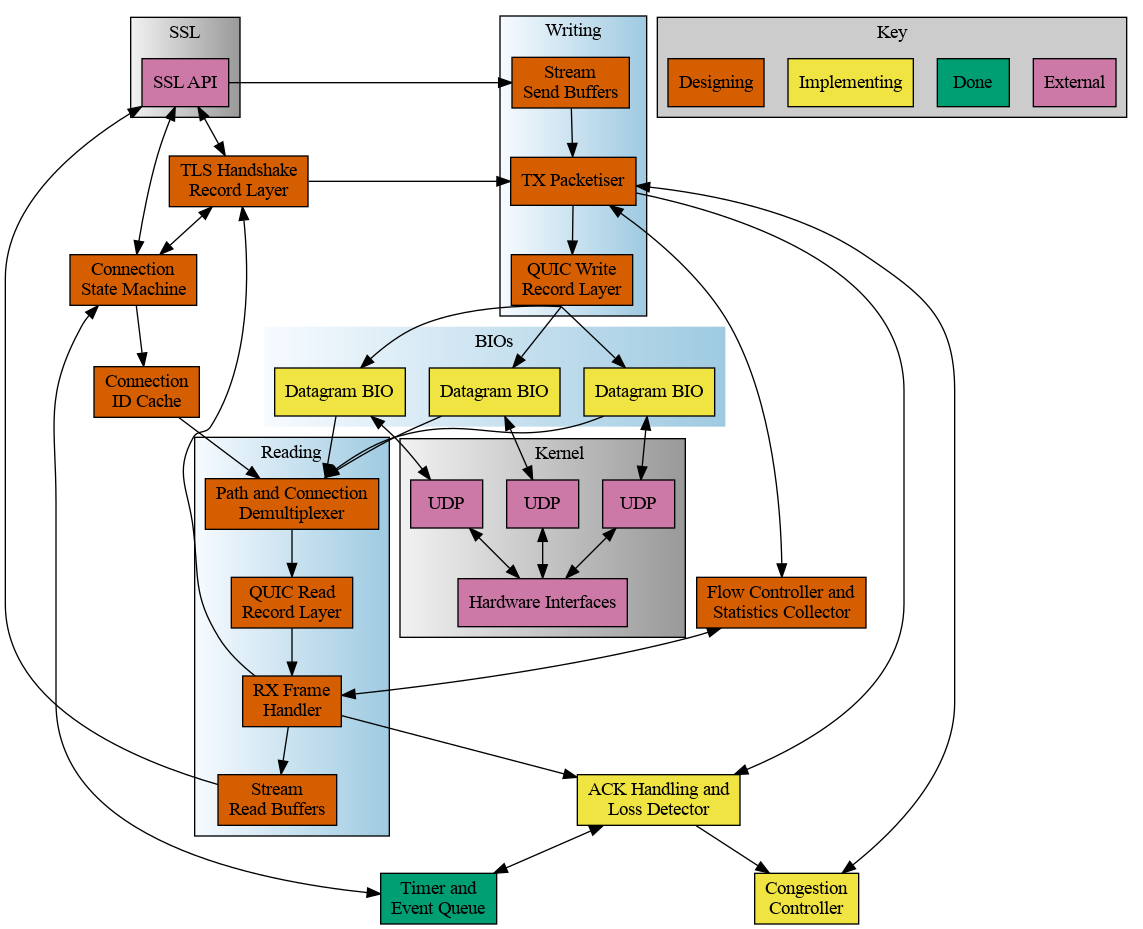 SSL
Writing
Key
SSL API
Stream
Send Buffers
Designing
Implementing
Done
External
TLS Handshake
Record Layer
TX Packetiser
Connection
State Machine
QUIC Write
Record Layer
BIOs
Connection
ID Cache
Datagram BIO
Datagram BIO
Datagram BIO
Reading
Kernel
Path and Connection
Demultiplexer
UDP
UDP
UDP
QUIC Read
Record Layer
Hardware Interfaces
Flow Controller and
Statistics Collector
RX Frame
Handler
Stream
Read Buffers
ACK Handling and
Loss Detector
Timer and
Event Queue
Congestion
Controller